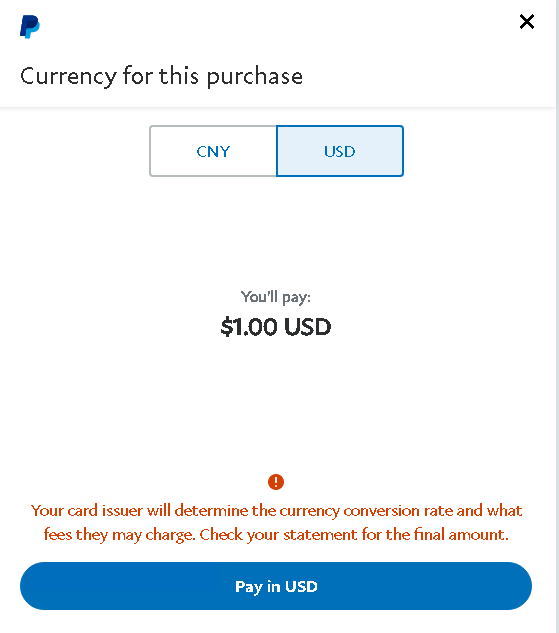 Currency for this purchase
CNY
USD
You'll pay:
$1.00 USD
Your card issuer will determine the currency conversion rate and what
fees they may charge. Check your statement for the final amount.
Pay in USD